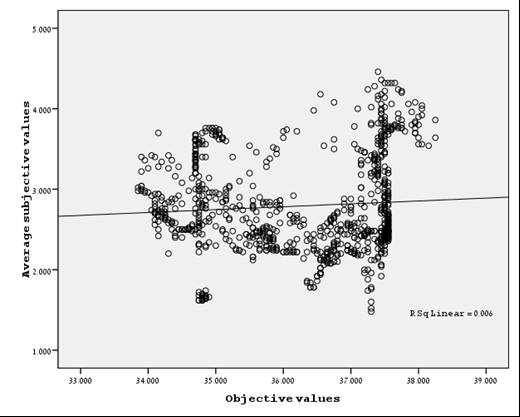 5.000
4.000
3.000
2.000
1.000
Average subjective values
R Sq Linear = 0.006
33.000 34.000 35.000 36.000 37.000 38.000 39.000
Objective values